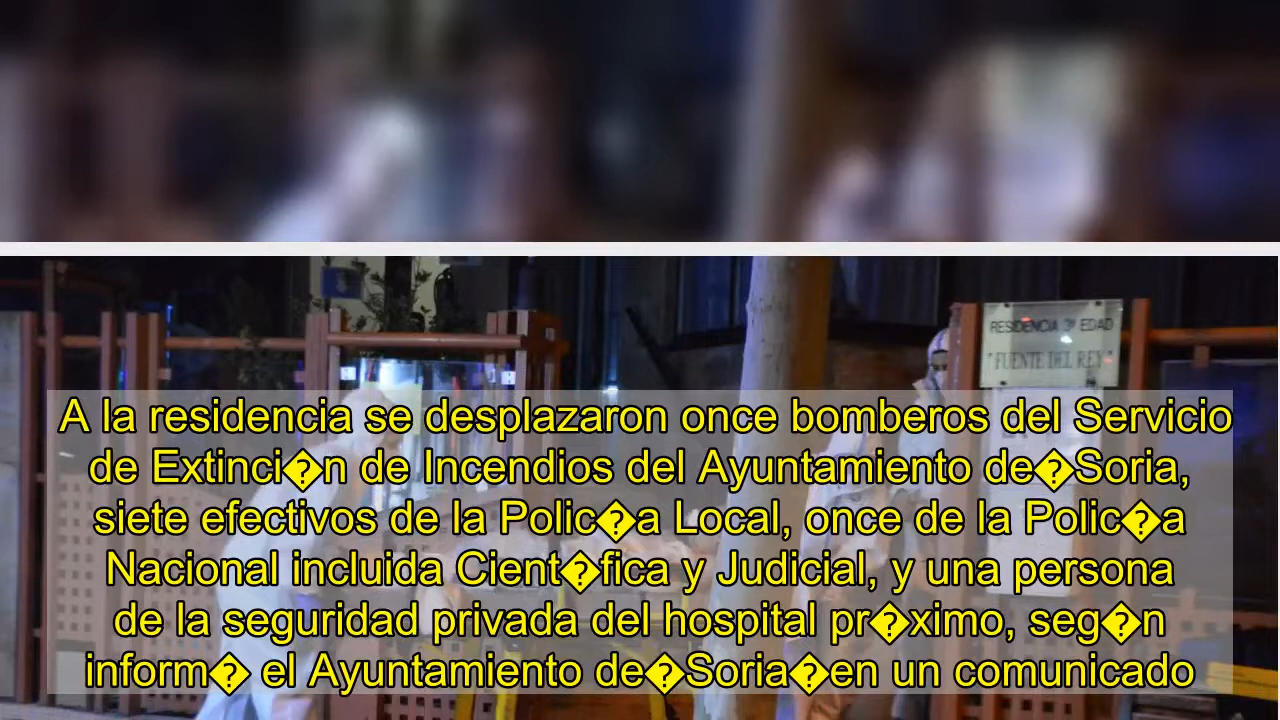 RESIDENCIA 3ª EDAD
"FUENTE DEL REY"
A la residencia se desplazaron once bomberos del Servicio
de Extinci�n de Incendios del Ayuntamiento de�Soria,
siete efectivos de la Polic�a Local, once de la Polic�a
Nacional incluida Cient�fica y Judicial, y una persona
de la seguridad privada del hospital pr�ximo, seg�n
inform� el Ayuntamiento de�Soria�en un comunicado